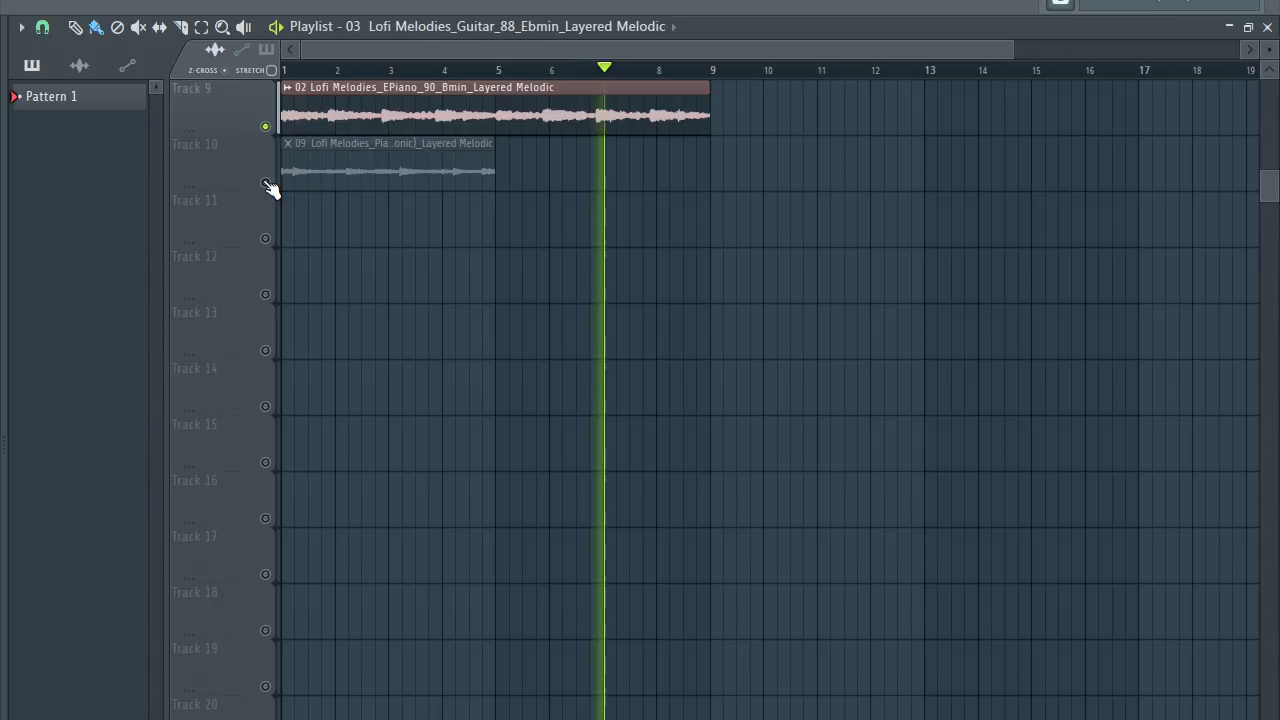 Playlist - 03 Lofi Melodies_Guitar_88_Ebmin_Layered Melodic
Z-CROSS STRETCH
1 2 3 4 5 6 8 9 10 11 12 13 14 15 16 17 18 19
Pattern 1
Track 9
02 Lofi Melodies_EPiano_90_Bmin_Layered Melodic
...
Track 10
09 Lofi Melodies_Pia..onic)_Layered Melodic
...
Track 11
...
Track 12
...
Track 13
...
Track 14
...
Track 15
...
Track 16
...
Track 17
...
Track 18
...
Track 19
...
Track 20